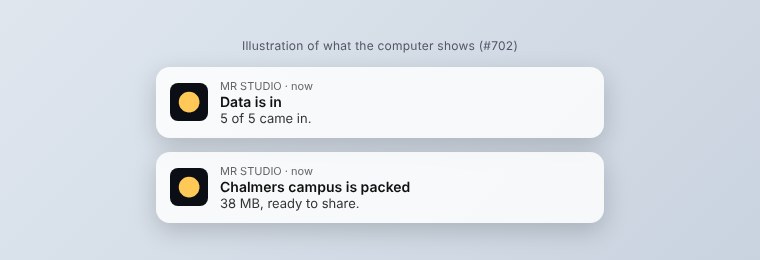 Illustration of what the computer shows (#702)
MR STUDIO · now
Data is in
5 of 5 came in.
MR STUDIO · now
Chalmers campus is packed
38 MB, ready to share.